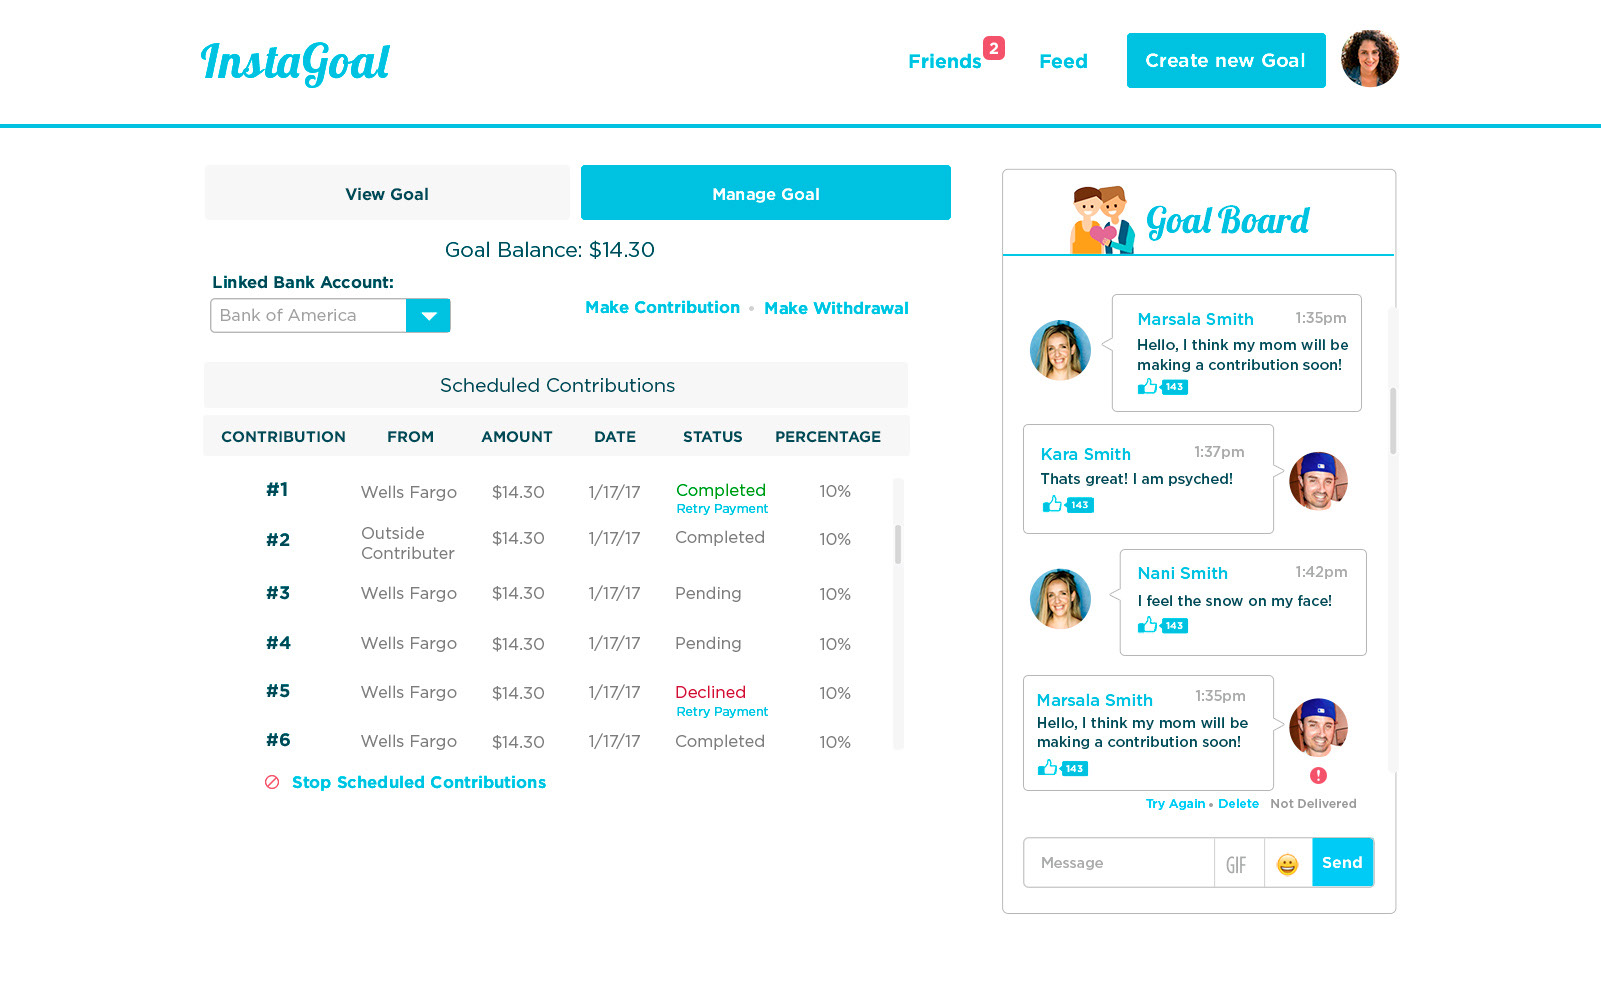 InstaGoal
Friends 2 Feed Create new Goal
View Goal Manage Goal
Goal Balance: $14.30
Linked Bank Account:
Bank of America
Make Contribution • Make Withdrawal
Scheduled Contributions
CONTRIBUTION FROM AMOUNT DATE STATUS PERCENTAGE
#1 Wells Fargo $14.30 1/17/17 Completed 10%
Retry Payment
#2 Outside Contributer $14.30 1/17/17 Completed 10%
#3 Wells Fargo $14.30 1/17/17 Pending 10%
#4 Wells Fargo $14.30 1/17/17 Pending 10%
#5 Wells Fargo $14.30 1/17/17 Declined 10%
Retry Payment
#6 Wells Fargo $14.30 1/17/17 Completed 10%
Stop Scheduled Contributions
Goal Board
Marsala Smith 1:35pm
Hello, I think my mom will be
making a contribution soon!
143
Kara Smith 1:37pm
Thats great! I am psyched!
143
Nani Smith 1:42pm
I feel the snow on my face!
143
Marsala Smith 1:35pm
Hello, I think my mom will be
making a contribution soon!
143
Try Again • Delete Not Delivered
Message GIF Send